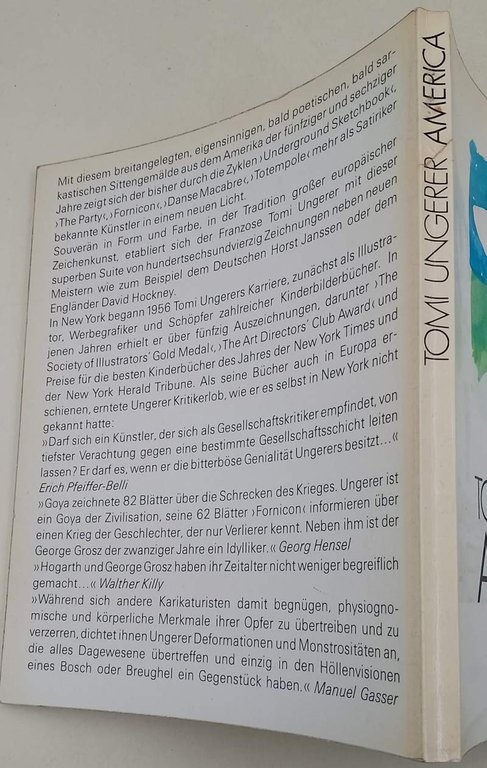 Mit diesem breitangelegten, eigensinnigen, bald poetischen, bald sar-
kastischen Sittengemälde aus dem Amerika der fünfziger und sechziger
Jahre zeigt sich der bisher durch die Zyklen ›Underground Sketchbook‹,
›The Party‹, ›Fornicon‹, ›Danse Macabre‹, ›Totempole‹ mehr als Satiriker
bekannte Künstler in einem neuen Licht.
Souverän in Form und Farbe, in der Tradition großer europäischer
Zeichenkunst, etabliert sich der Franzose Tomi Ungerer mit dieser
superben Suite von hundertsechsundvierzig Zeichnungen neben neuen
Meistern wie zum Beispiel dem Deutschen Horst Janssen oder dem
Engländer David Hockney.
In New York begann 1956 Tomi Ungerers Karriere, zunächst als Illustra-
tor, Werbegrafiker und Schöpfer zahlreicher Kinderbilderbücher. In
jenen Jahren erhielt er über fünfzig Auszeichnungen, darunter ›The
Society of Illustrators' Gold Medal‹, ›The Art Directors' Club Award‹ und
Preise für die besten Kinderbücher des Jahres der New York Times und
der New York Herald Tribune. Als seine Bücher auch in Europa er-
schienen, erntete Ungerer Kritikerlob, wie er es selbst in New York nicht
gekannt hatte:
»Darf sich ein Künstler, der sich als Gesellschaftskritiker empfindet, von
tiefster Verachtung gegen eine bestimmte Gesellschaftsschicht leiten
lassen? Er darf es, wenn er die bitterböse Genialität Ungerers besitzt...«
Erich Pfeiffer-Belli
»Goya zeichnete 82 Blätter über die Schrecken des Krieges. Ungerer ist
ein Goya der Zivilisation, seine 62 Blätter ›Fornicon‹ informieren über
einen Krieg der Geschlechter, der nur Verlierer kennt. Neben ihm ist der
George Grosz der zwanziger Jahre ein Idylliker.« Georg Hensel
»Hogarth und George Grosz haben ihr Zeitalter nicht weniger begreiflich
gemacht...« Walther Killy
»Während sich andere Karikaturisten damit begnügen, physiogno-
mische und körperliche Merkmale ihrer Opfer zu übertreiben und zu
verzerren, dichtet ihnen Ungerer Deformationen und Monstrositäten an,
die alles Dagewesene übertreffen und einzig in den Höllenvisionen
eines Bosch oder Breughel ein Gegenstück haben.« Manuel Gasser
TOMI UNGERER AMERICA